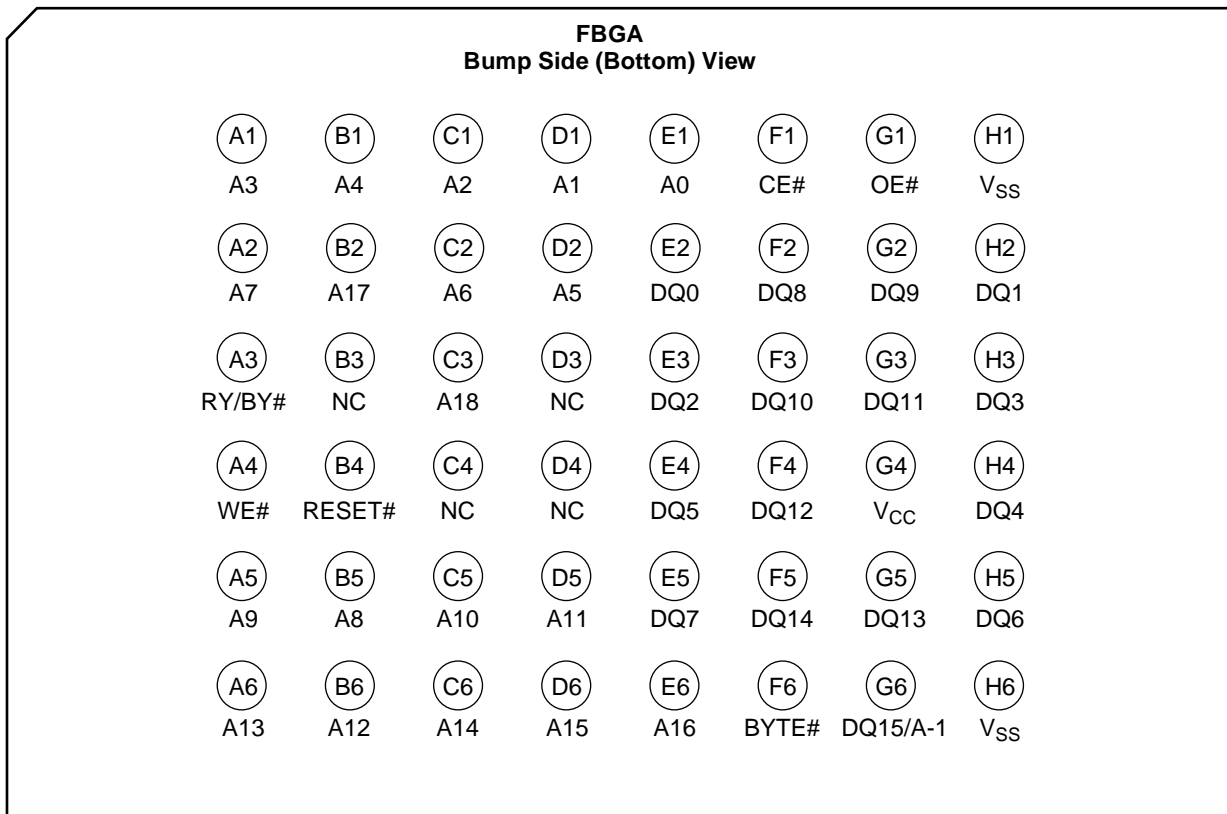 FBGA
Bump Side (Bottom) View
A1 B1 C1 D1 E1 F1 G1 H1
A3 A4 A2 A1 A0 CE# OE# VSS
A2 B2 C2 D2 E2 F2 G2 H2
A7 A17 A6 A5 DQ0 DQ8 DQ9 DQ1
A3 B3 C3 D3 E3 F3 G3 H3
RY/BY# NC A18 NC DQ2 DQ10 DQ11 DQ3
A4 B4 C4 D4 E4 F4 G4 H4
WE# RESET# NC NC DQ5 DQ12 VCC DQ4
A5 B5 C5 D5 E5 F5 G5 H5
A9 A8 A10 A11 DQ7 DQ14 DQ13 DQ6
A6 B6 C6 D6 E6 F6 G6 H6
A13 A12 A14 A15 A16 BYTE# DQ15/A-1 VSS